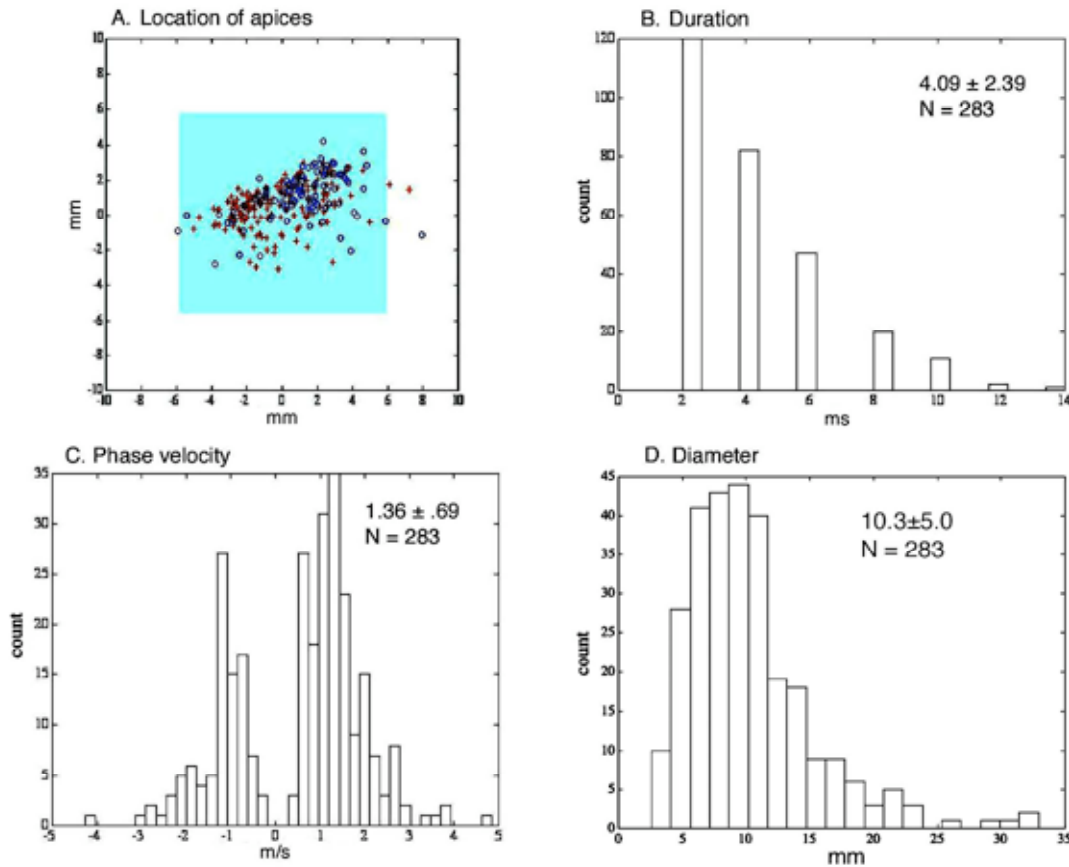 A. Location of apices
10
8
6
4
2
0
-2
-4
-6
-8
-10
mm
-10 -8 -6 -4 -2 0 2 4 6 8 10
mm
B. Duration
120
100
80
60
40
20
0
count
4.09 ± 2.39
N = 283
0 2 4 6 8 10 12 14
ms
C. Phase velocity
35
30
25
20
15
10
5
0
count
1.36 ± .69
N = 283
-5 -4 -3 -2 -1 0 1 2 3 4 5
m/s
D. Diameter
45
40
35
30
25
20
15
10
5
0
count
10.3±5.0
N = 283
0 5 10 15 20 25 30 35
mm